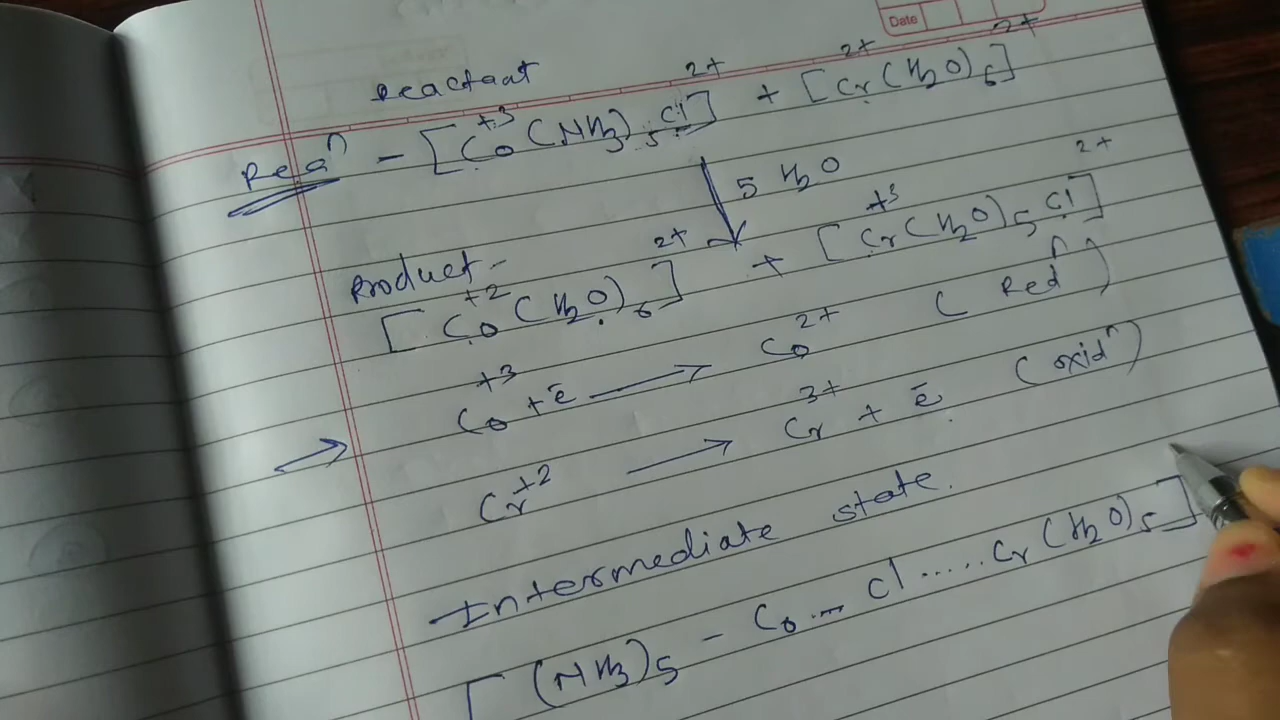 Date
Reactant
Reaⁿ - [Co⁺³(NH₃)₅Cl]²⁺ + [Cr²⁺(H₂O)₆]²⁺
5 H₂O
Product -
[Co⁺²(H₂O)₆]²⁺ + [Cr⁺³(H₂O)₅Cl]²⁺
Co⁺³ + ē ⟶ Co²⁺ (Redⁿ)
→ Cr⁺² ⟶ Cr³⁺ + ē (oxidⁿ)
Intermediate state.
[(NH₃)₅ - Co ... Cl ..... Cr(H₂O)₅]